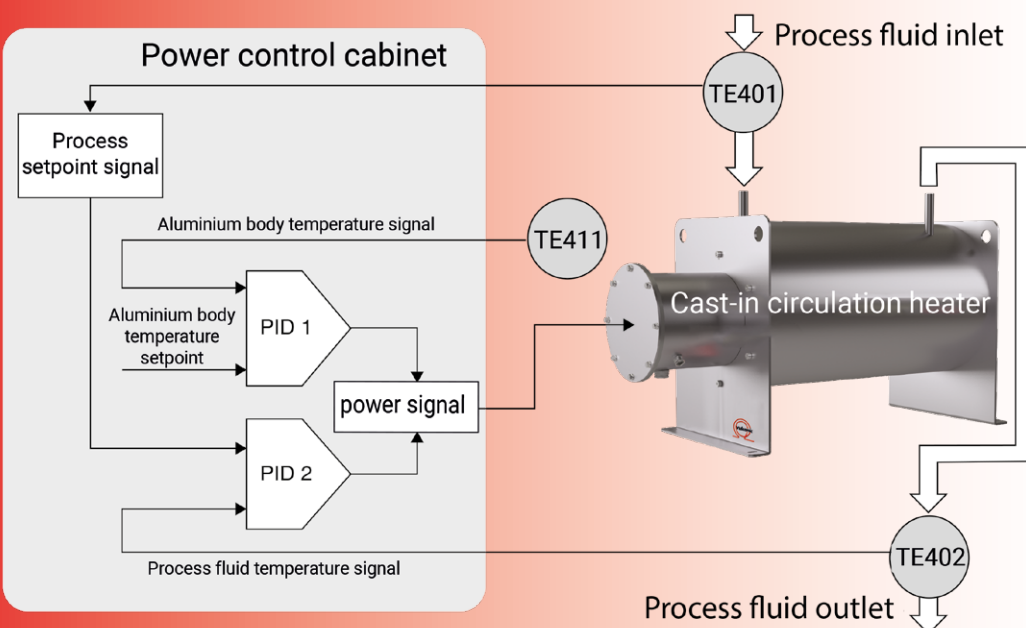 Process fluid inlet
Power control cabinet
TE401
Process
setpoint signal
Aluminium body temperature signal
TE411
Cast-in circulation heater
Aluminium body
temperature
setpoint
PID 1
power signal
PID 2
TE402
Process fluid temperature signal
Process fluid outlet